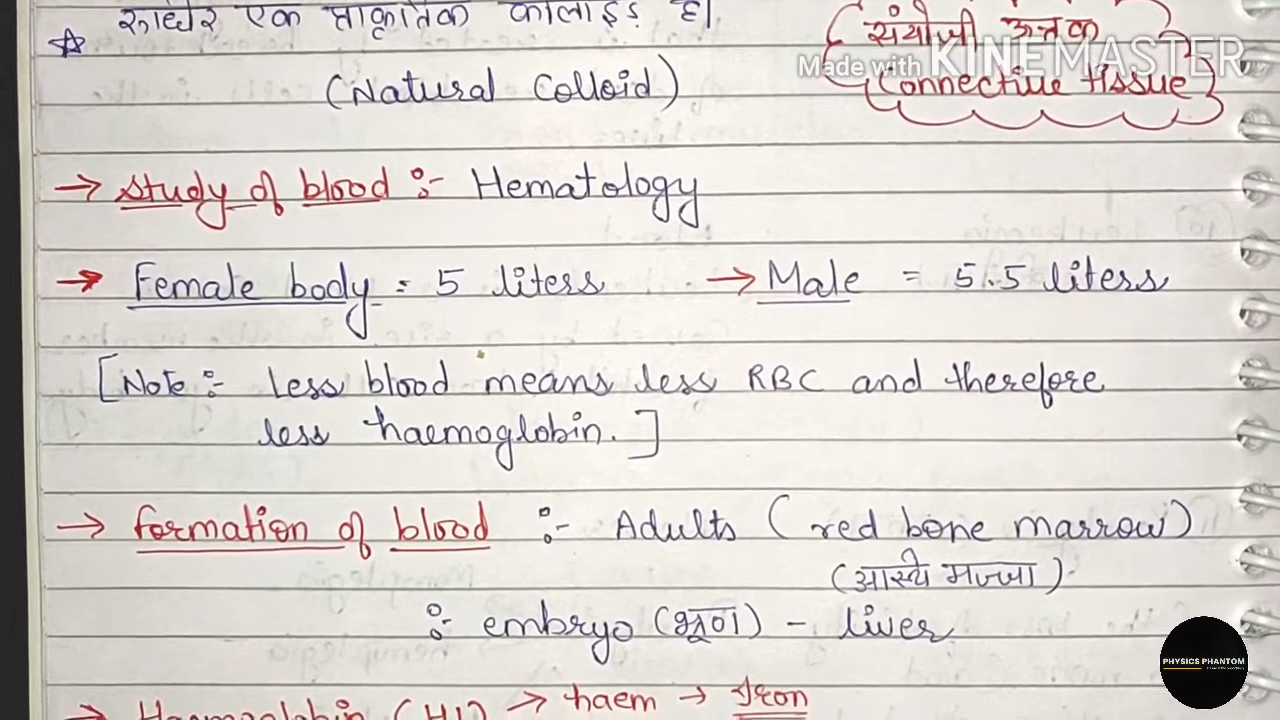 ☆ रुधिर एक प्राकृतिक कोलाइड है।
(Natural Colloid)
संयोजी ऊतक
Connective tissue
Made with KINEMASTER
→ Study of blood :- Hematology
→ Female body = 5 liters → Male = 5.5 liters
[Note :- Less blood means less RBC and therefore
less haemoglobin.]
→ formation of blood :- Adults (red bone marrow)
(अस्थि मज्जा)
:- embryo (भ्रूण) - liver
PHYSICS PHANTOM
→ Haemoglobin (Hb) → haem → Iron